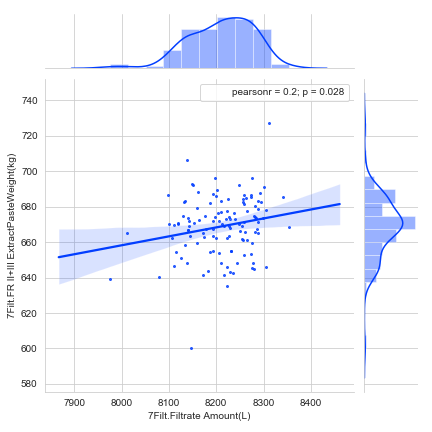 pearsonr = 0.2; p = 0.028
740
720
700
680
660
640
620
600
580
7Filt.FR II+III ExtractPasteWeight(kg)
7900 8000 8100 8200 8300 8400
7Filt.Filtrate Amount(L)